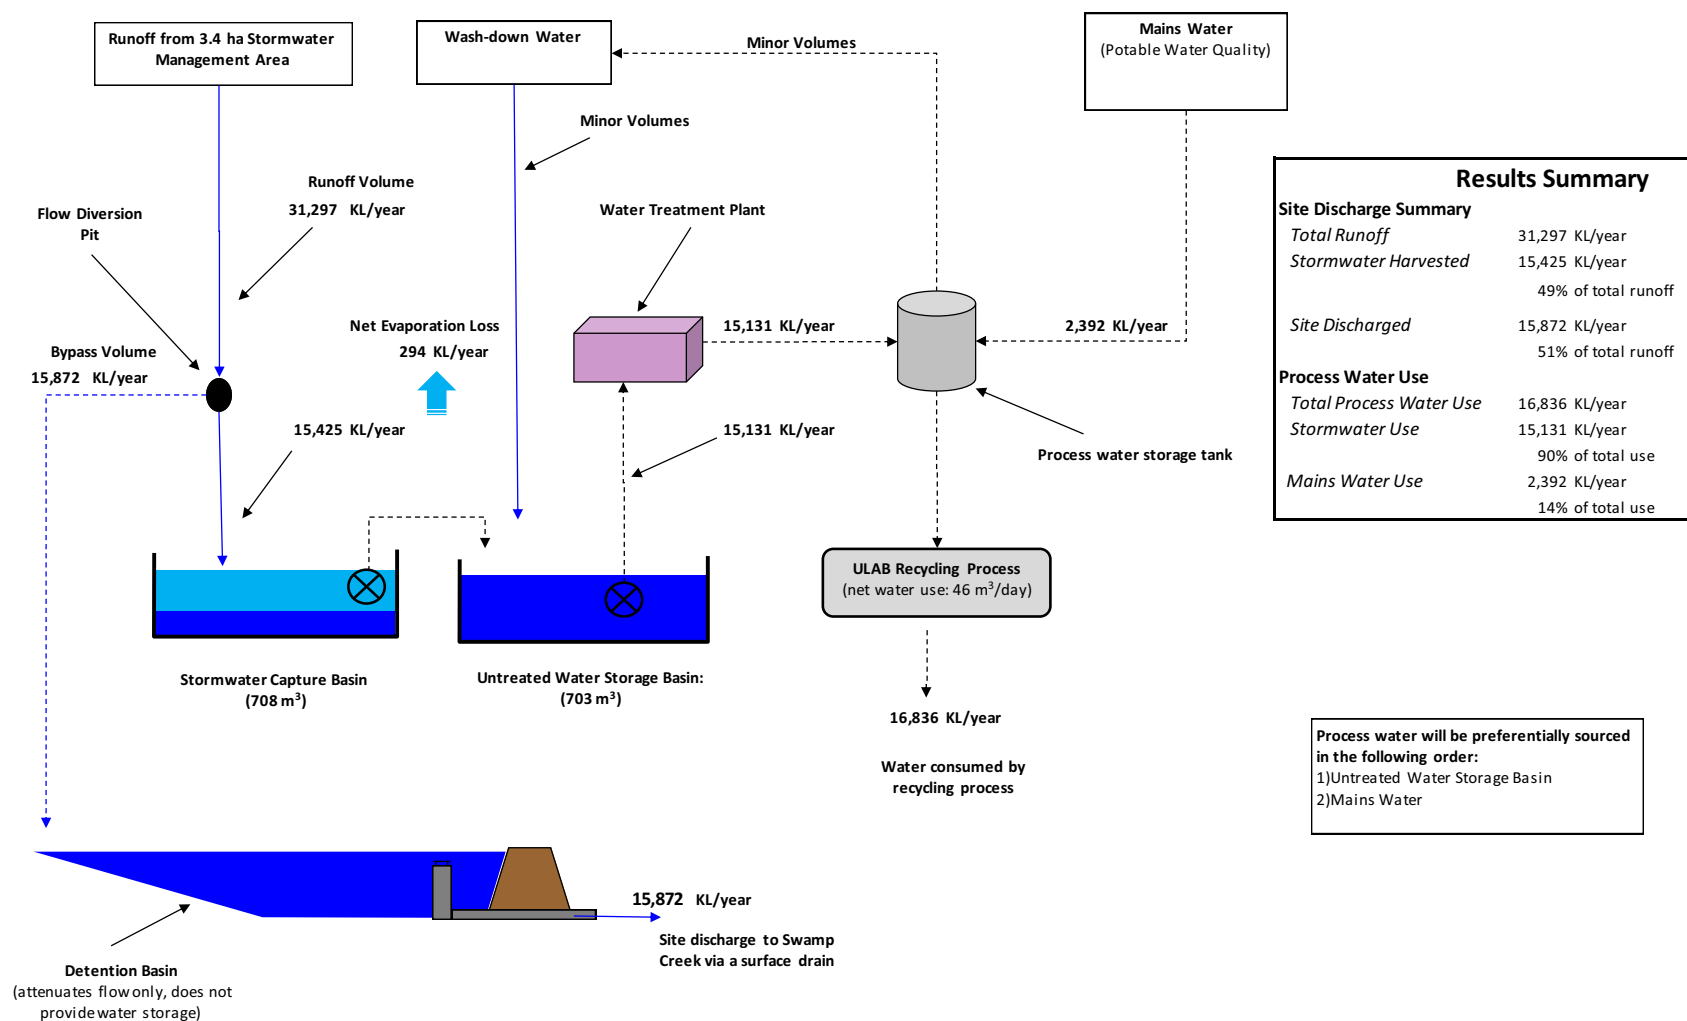 Runoff from 3.4 ha Stormwater
Management Area
Wash-down Water
Minor Volumes
Mains Water
(Potable Water Quality)
Minor Volumes
Runoff Volume
31,297 KL/year
Flow Diversion
Pit
Water Treatment Plant
Results Summary
Site Discharge Summary
Total Runoff 31,297 KL/year
Stormwater Harvested 15,425 KL/year
49% of total runoff
Site Discharged 15,872 KL/year
51% of total runoff
Process Water Use
Total Process Water Use 16,836 KL/year
Stormwater Use 15,131 KL/year
90% of total use
Mains Water Use 2,392 KL/year
14% of total use
Net Evaporation Loss
294 KL/year
15,131 KL/year
2,392 KL/year
Bypass Volume
15,872 KL/year
15,425 KL/year
15,131 KL/year
Process water storage tank
ULAB Recycling Process
(net water use: 46 m³/day)
Stormwater Capture Basin
(708 m³)
Untreated Water Storage Basin:
(703 m³)
16,836 KL/year
Water consumed by
recycling process
Process water will be preferentially sourced
in the following order:
1)Untreated Water Storage Basin
2)Mains Water
15,872 KL/year
Site discharge to Swamp
Creek via a surface drain
Detention Basin
(attenuates flow only, does not
provide water storage)